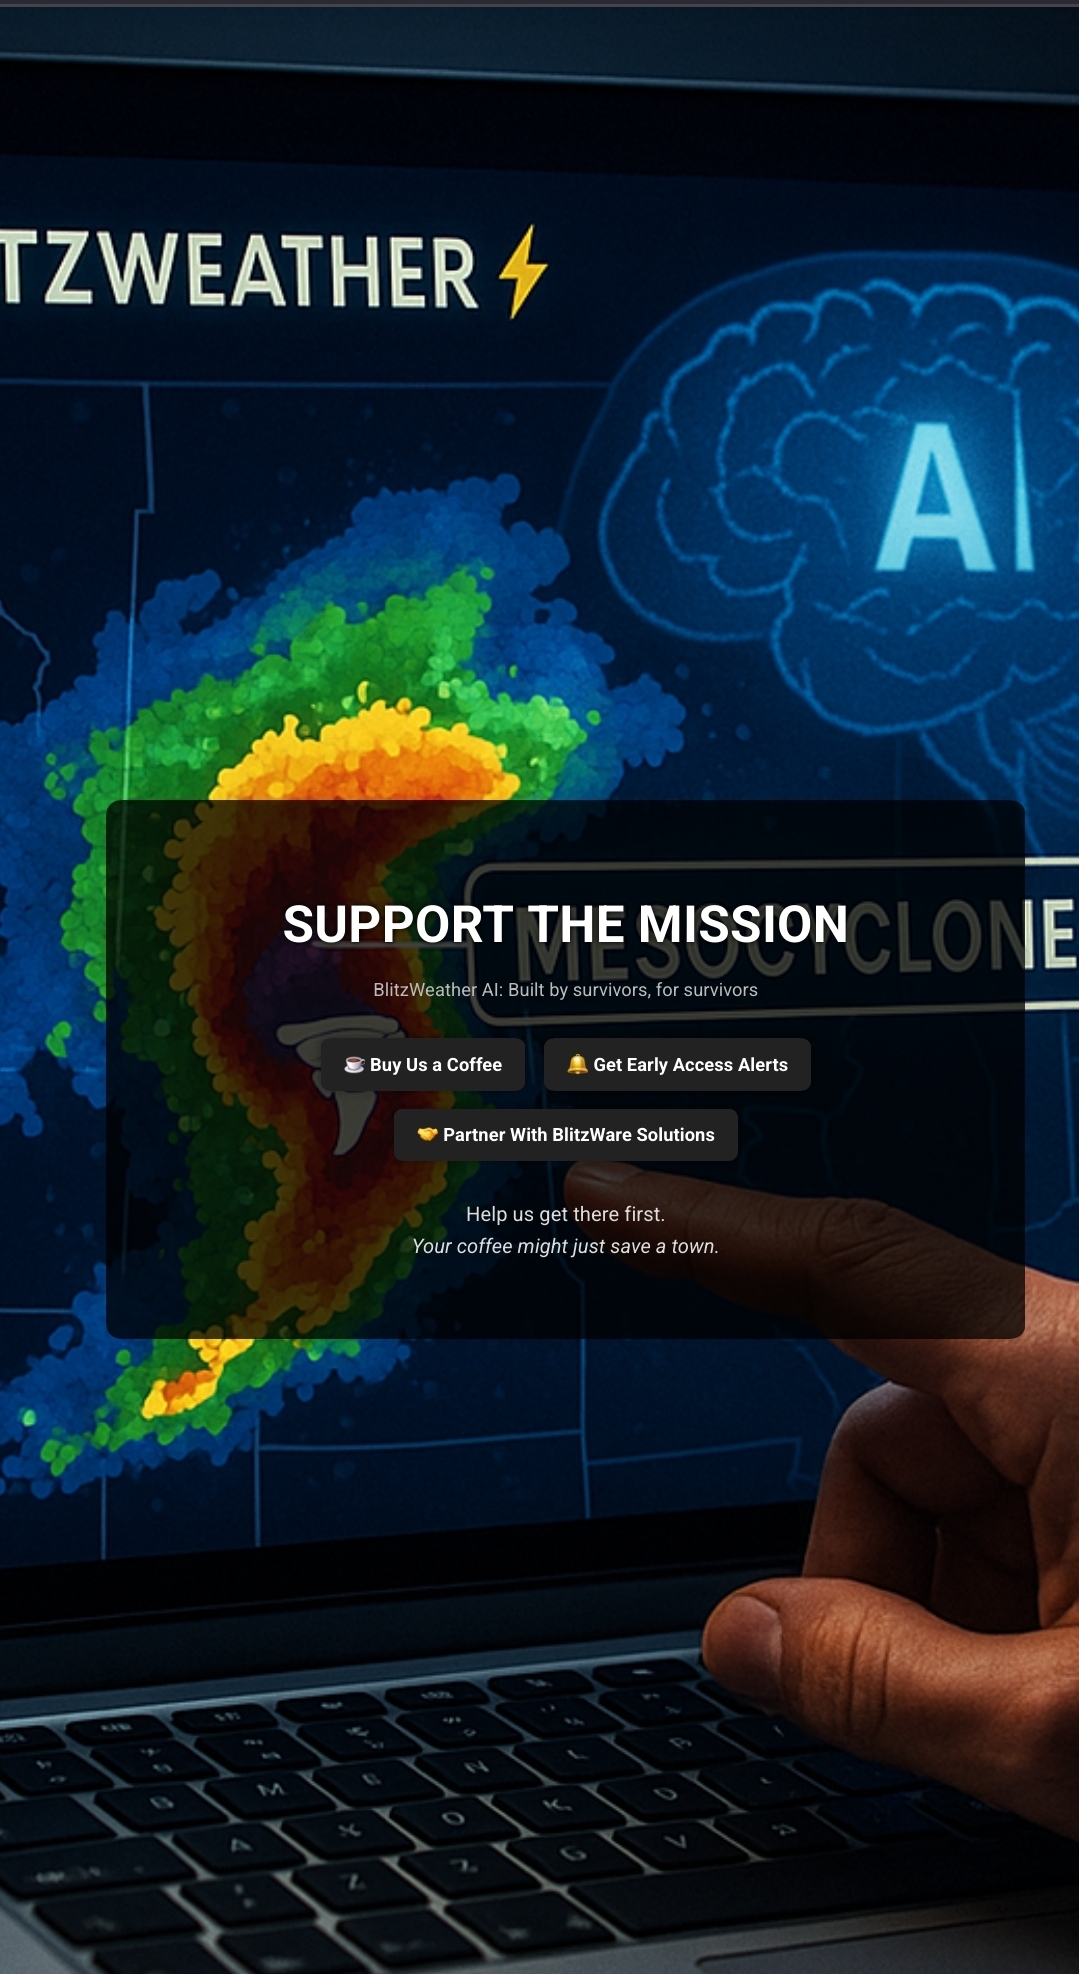 TZWEATHER⚡
AI
MESOCYCLONE
SUPPORT THE MISSION
BlitzWeather AI: Built by survivors, for survivors
☕ Buy Us a Coffee
🔔 Get Early Access Alerts
🤝 Partner With BlitzWare Solutions
Help us get there first.
Your coffee might just save a town.